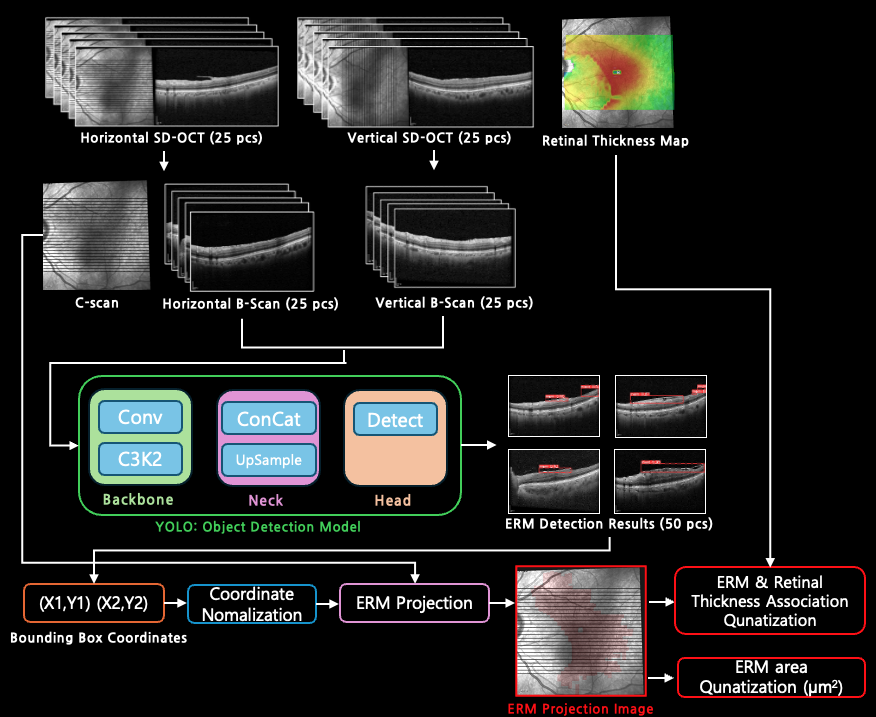 Horizontal SD-OCT (25 pcs)
Vertical SD-OCT (25 pcs)
Retinal Thickness Map
C-scan
Horizontal B-Scan (25 pcs)
Vertical B-Scan (25 pcs)
Conv
C3K2
Backbone
ConCat
UpSample
Neck
Detect
Head
YOLO: Object Detection Model
ERM Detection Results (50 pcs)
(X1,Y1) (X2,Y2)
Bounding Box Coordinates
Coordinate
Nomalization
ERM Projection
ERM Projection Image
ERM & Retinal
Thickness Association
Qunatization
ERM area
Qunatization (μm²)